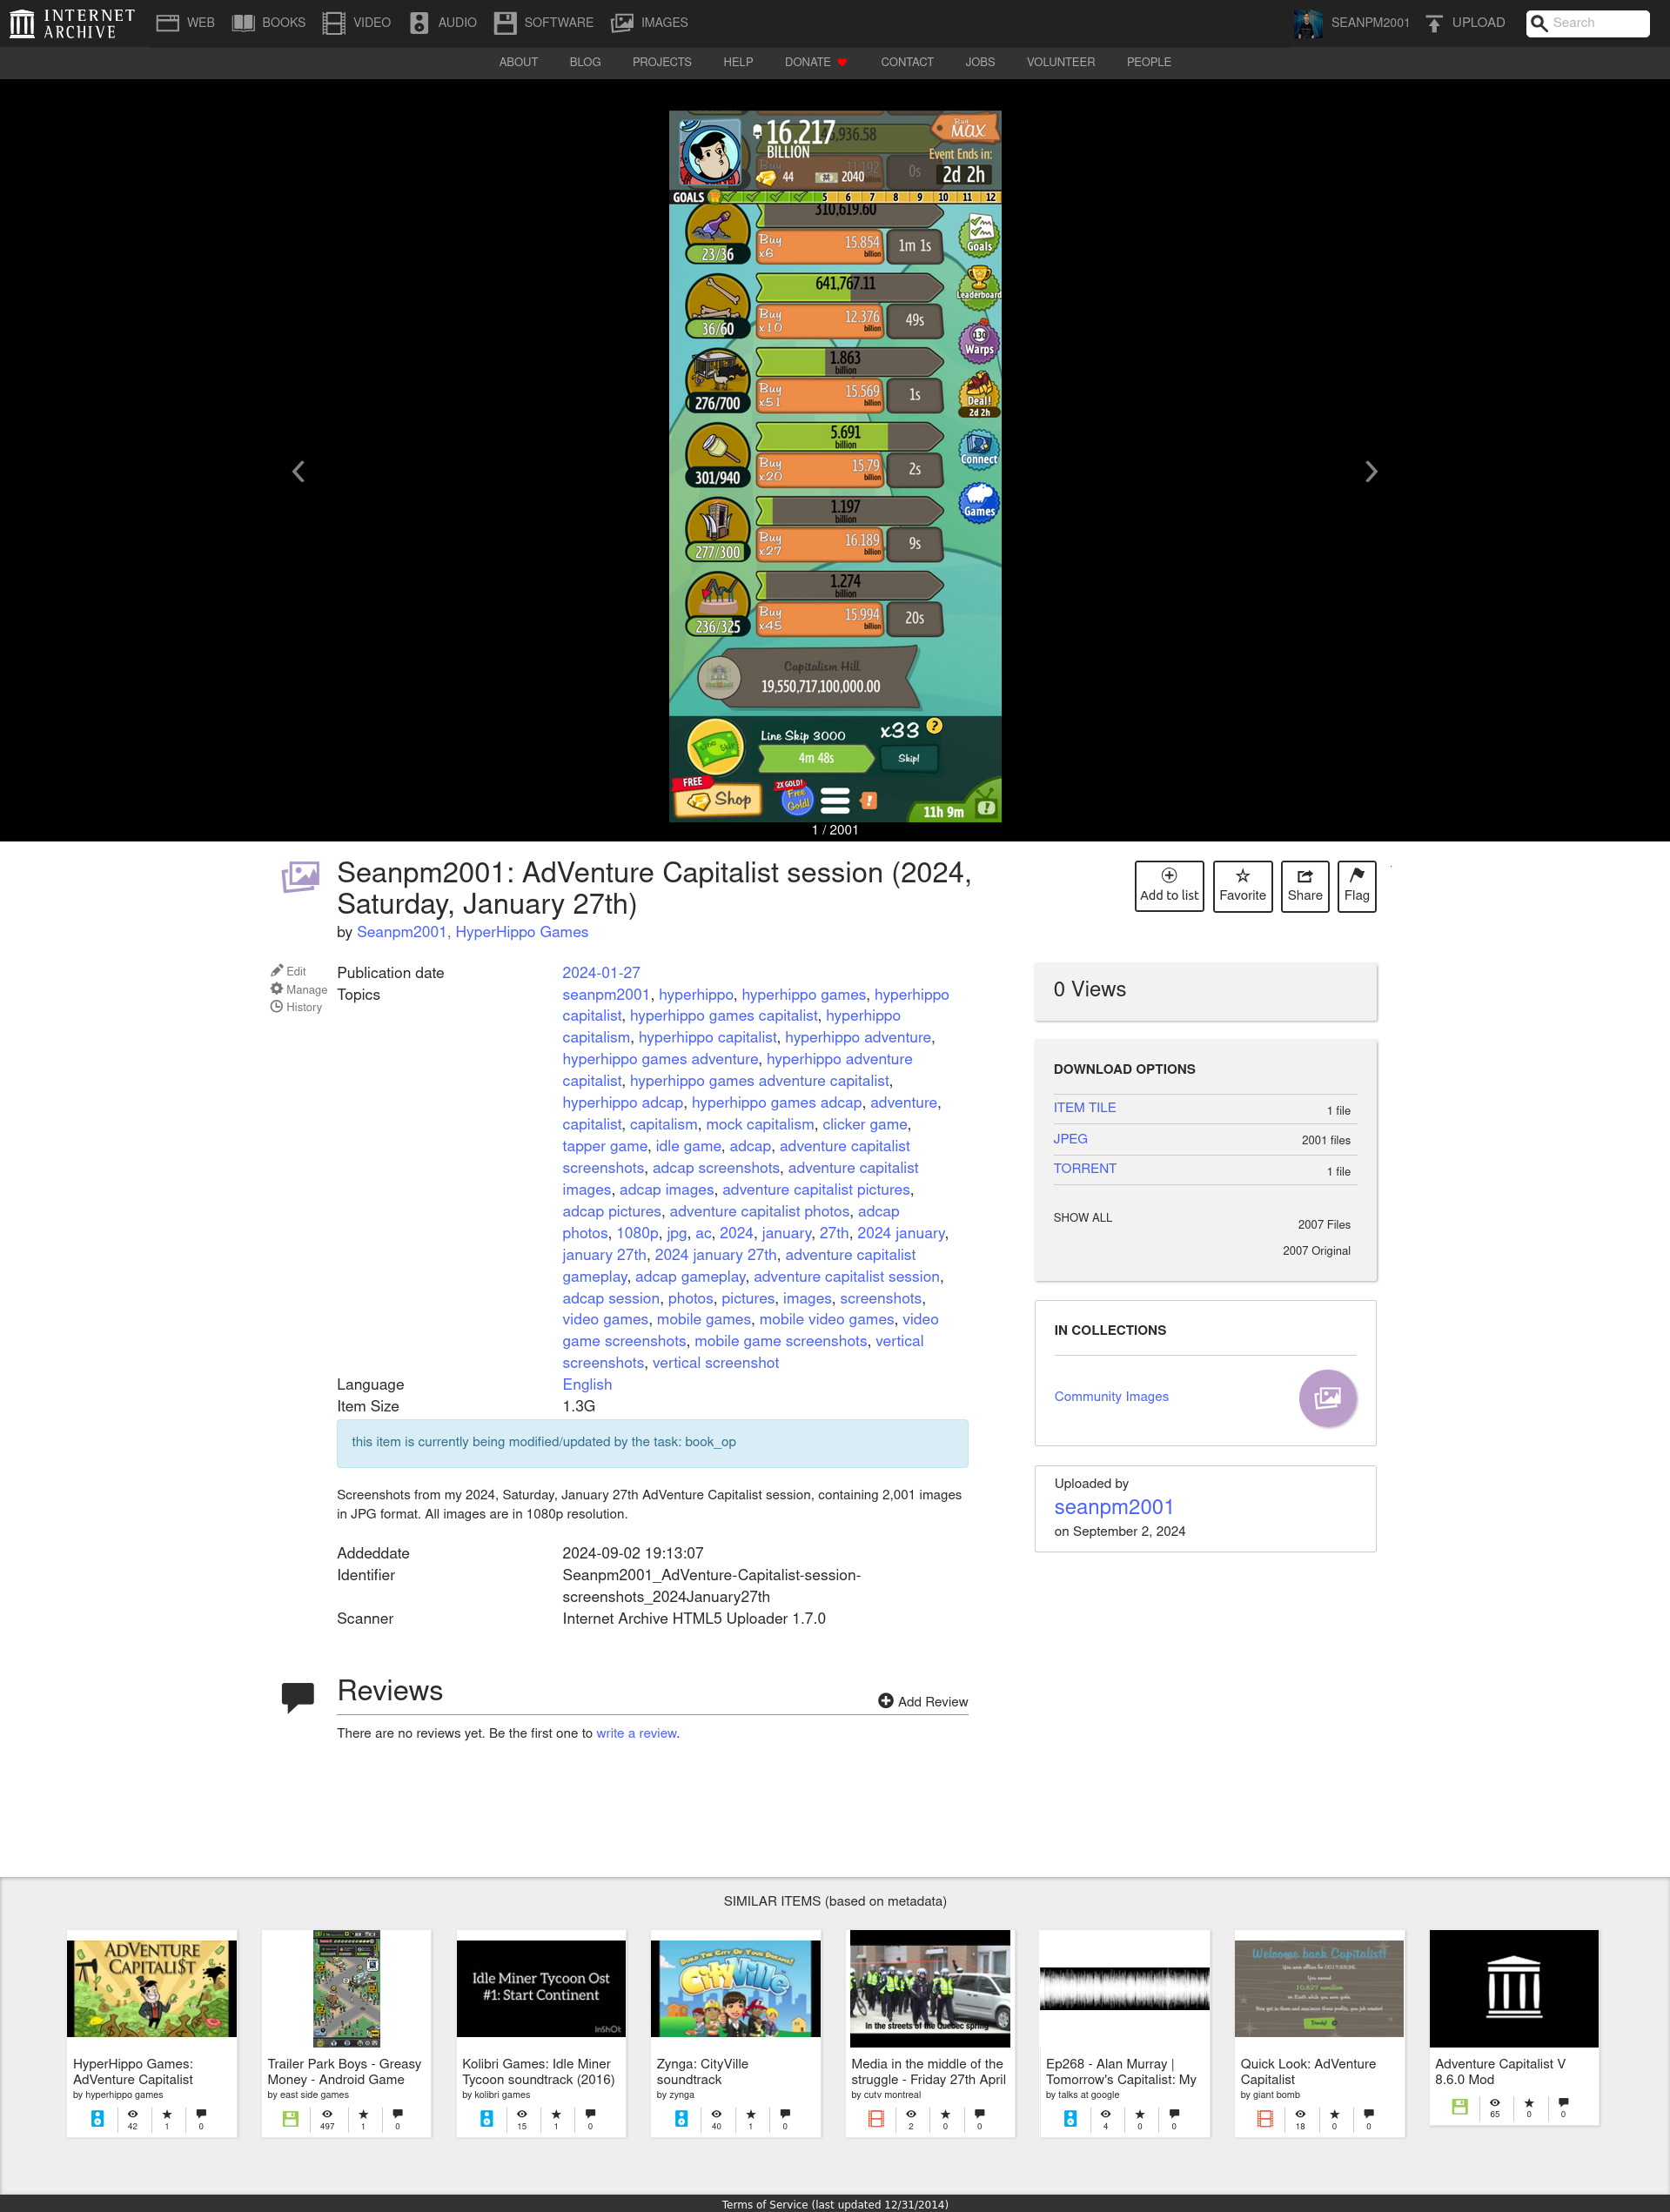 INTERNET ARCHIVE
WEB BOOKS VIDEO AUDIO SOFTWARE IMAGES SEANPM2001 UPLOAD Search
ABOUT BLOG PROJECTS HELP DONATE CONTACT JOBS VOLUNTEER PEOPLE
16.217
BILLION
44 2040
Buy
MAX
Event Ends in:
2d 2h
GOALS 5 6 7 8 9 10 11 12
310,619.60
23/36
Buy x6 15.854 billion 1m 1s
Goals
641,767.11
36/60
Buy x10 12.376 billion 49s
Leaderboard
130
Warps
1.863 billion
276/700
Buy x51 15.569 billion 1s
Deal!
2d 2h
5.691 billion
301/940
Buy x20 15.79 billion 2s
Connect
Games
1.197 billion
277/300
Buy x27 16.189 billion 9s
1.274 billion
236/325
Buy x45 15.994 billion 20s
Capitalism Hill
19,550,717,100,000.00
Line Skip 3000 x33 ?
4m 48s Skip!
FREE
Shop
2X GOLD!
Free Gold!
!
11h 9m
1 / 2001
Seanpm2001: AdVenture Capitalist session (2024,
Saturday, January 27th)
by Seanpm2001, HyperHippo Games
Add to list Favorite Share Flag
Edit
Manage
History
Publication date 2024-01-27
Topics seanpm2001, hyperhippo, hyperhippo games, hyperhippo
capitalist, hyperhippo games capitalist, hyperhippo
capitalism, hyperhippo capitalist, hyperhippo adventure,
hyperhippo games adventure, hyperhippo adventure
capitalist, hyperhippo games adventure capitalist,
hyperhippo adcap, hyperhippo games adcap, adventure,
capitalist, capitalism, mock capitalism, clicker game,
tapper game, idle game, adcap, adventure capitalist
screenshots, adcap screenshots, adventure capitalist
images, adcap images, adventure capitalist pictures,
adcap pictures, adventure capitalist photos, adcap
photos, 1080p, jpg, ac, 2024, january, 27th, 2024 january,
january 27th, 2024 january 27th, adventure capitalist
gameplay, adcap gameplay, adventure capitalist session,
adcap session, photos, pictures, images, screenshots,
video games, mobile games, mobile video games, video
game screenshots, mobile game screenshots, vertical
screenshots, vertical screenshot
Language English
Item Size 1.3G
this item is currently being modified/updated by the task: book_op
Screenshots from my 2024, Saturday, January 27th AdVenture Capitalist session, containing 2,001 images
in JPG format. All images are in 1080p resolution.
Addeddate 2024-09-02 19:13:07
Identifier Seanpm2001_AdVenture-Capitalist-session-
screenshots_2024January27th
Scanner Internet Archive HTML5 Uploader 1.7.0
0 Views
DOWNLOAD OPTIONS
ITEM TILE 1 file
JPEG 2001 files
TORRENT 1 file
SHOW ALL 2007 Files
2007 Original
IN COLLECTIONS
Community Images
Uploaded by
seanpm2001
on September 2, 2024
Reviews
Add Review
There are no reviews yet. Be the first one to write a review.
SIMILAR ITEMS (based on metadata)
ADVENTURE CAPITALI$T
HyperHippo Games:
AdVenture Capitalist
by hyperhippo games
42 1 0
Trailer Park Boys - Greasy
Money - Android Game
by east side games
497 1 0
Idle Miner Tycoon Ost
#1: Start Continent
InShOt
Kolibri Games: Idle Miner
Tycoon soundtrack (2016)
by kolibri games
15 1 0
BUILD THE CITY OF YOUR DREAMS!
CityVille
Zynga: CityVille
soundtrack
by zynga
40 1 0
In the streets of the Quebec spring
Media in the middle of the
struggle - Friday 27th April
by cutv montreal
2 0 0
Ep268 - Alan Murray |
Tomorrow's Capitalist: My
by talks at google
4 0 0
Welcome back Capitalist!
Quick Look: AdVenture
Capitalist
by giant bomb
18 0 0
Adventure Capitalist V
8.6.0 Mod
65 0 0
Terms of Service (last updated 12/31/2014)